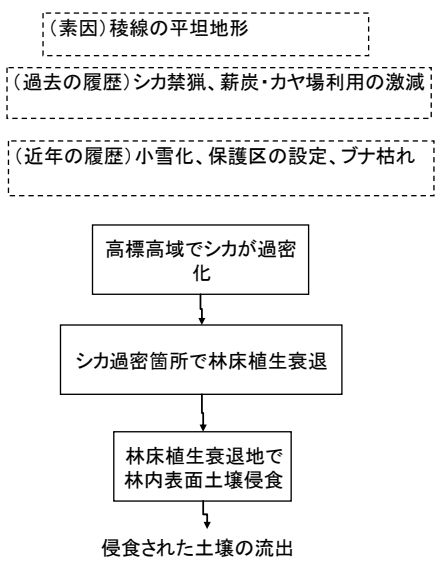 （素因）稜線の平坦地形
（過去の履歴）シカ禁猟、薪炭・カヤ場利用の激減
（近年の履歴）小雪化、保護区の設定、ブナ枯れ
高標高域でシカが過密
化
シカ過密箇所で林床植生衰退
林床植生衰退地で
林内表面土壌侵食
侵食された土壌の流出